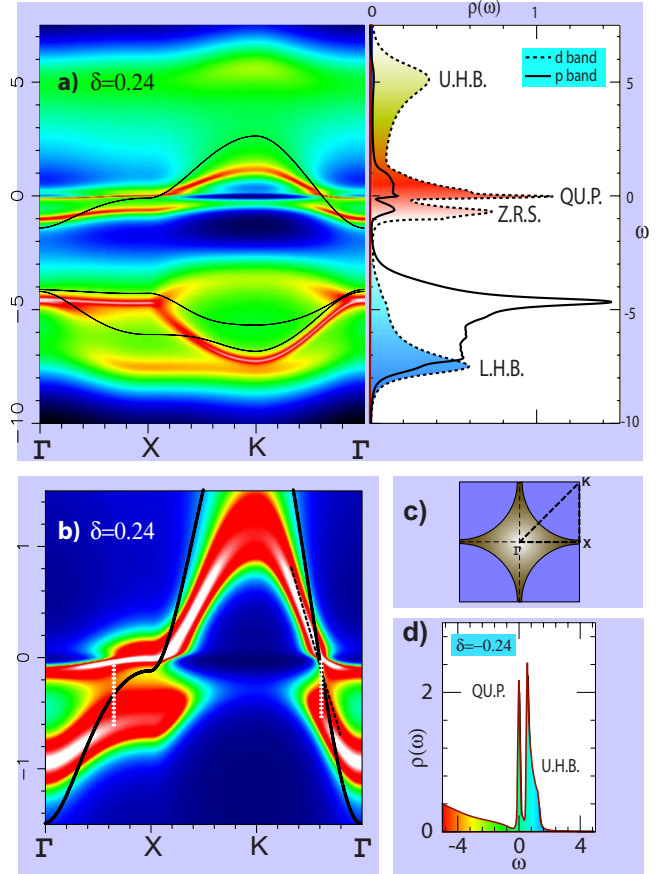 a) δ=0.24
5
0
−5
−10
Γ X K Γ
0 ρ(ω) 1
d band
p band
U.H.B.
QU.P.
Z.R.S.
L.H.B.
5
0
ω
-5
-10
b) δ=0.24
1
0
−1
Γ X K Γ
c)
K
Γ
X
d)
δ=−0.24
QU.P.
U.H.B.
ρ(ω)
2
0
-4 0 4
ω